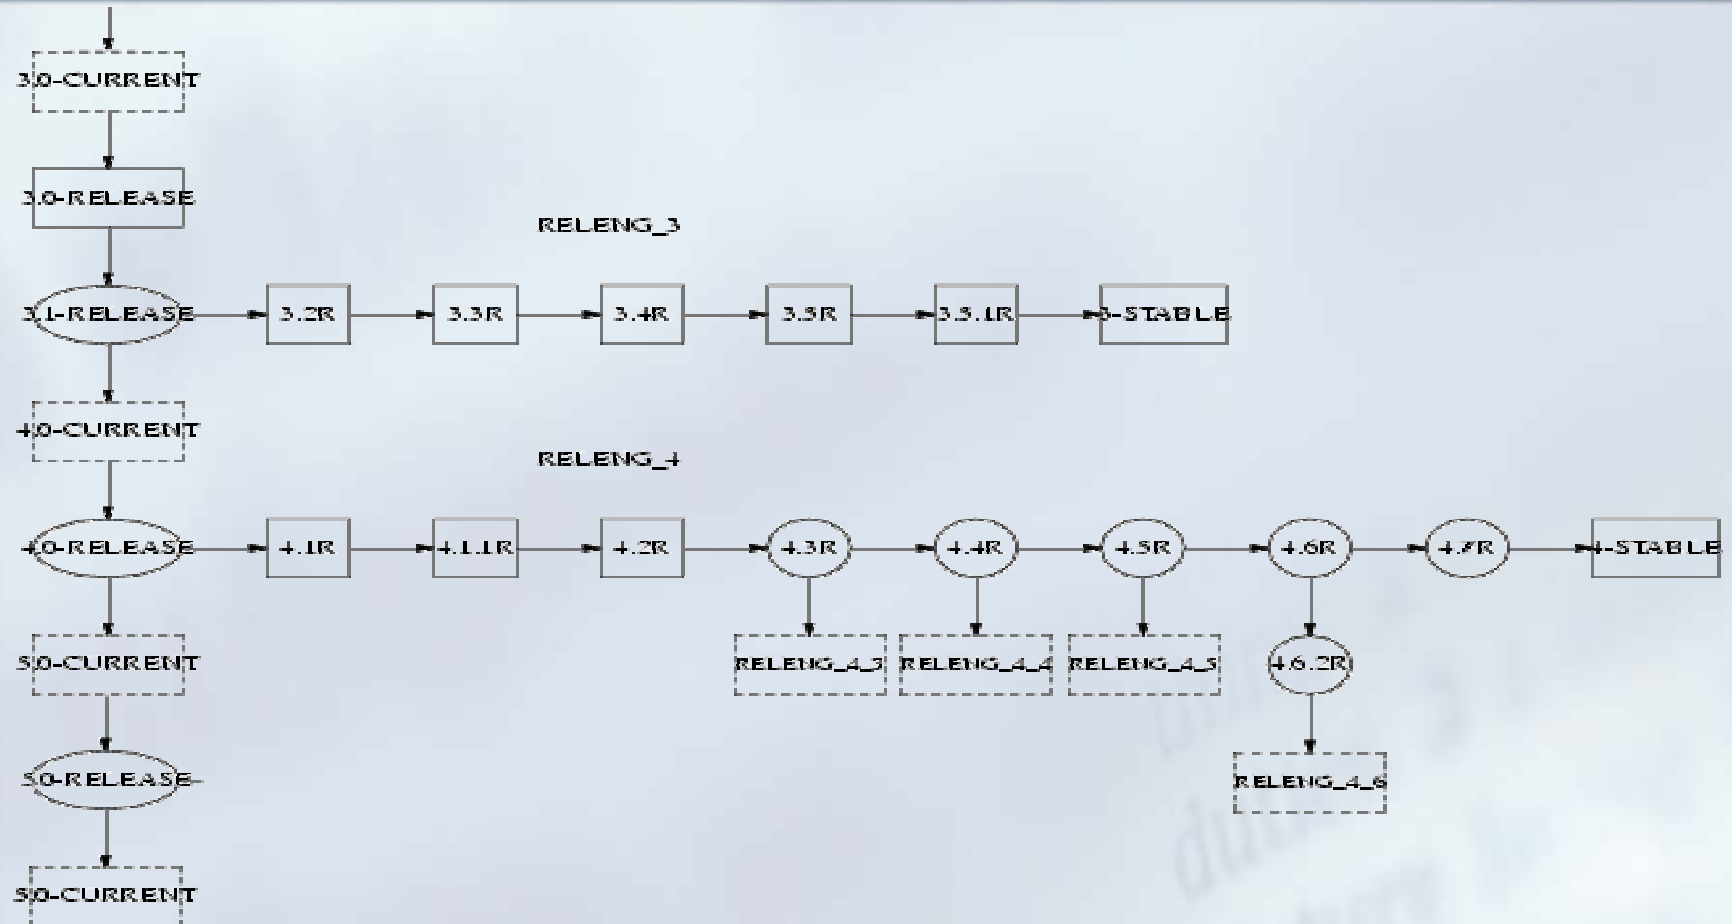 3.0-CURRENT
3.0-RELEASE
RELENG_3
3.1-RELEASE
3.2R
3.3R
3.4R
3.5R
3.5.1R
3-STABLE
4.0-CURRENT
RELENG_4
4.0-RELEASE
4.1R
4.1.1R
4.2R
4.3R
4.4R
4.5R
4.6R
4.7R
4-STABLE
5.0-CURRENT
RELENG_4_3
RELENG_4_4
RELENG_4_5
4.6.2R
5.0-RELEASE
RELENG_4_6
5.0-CURRENT